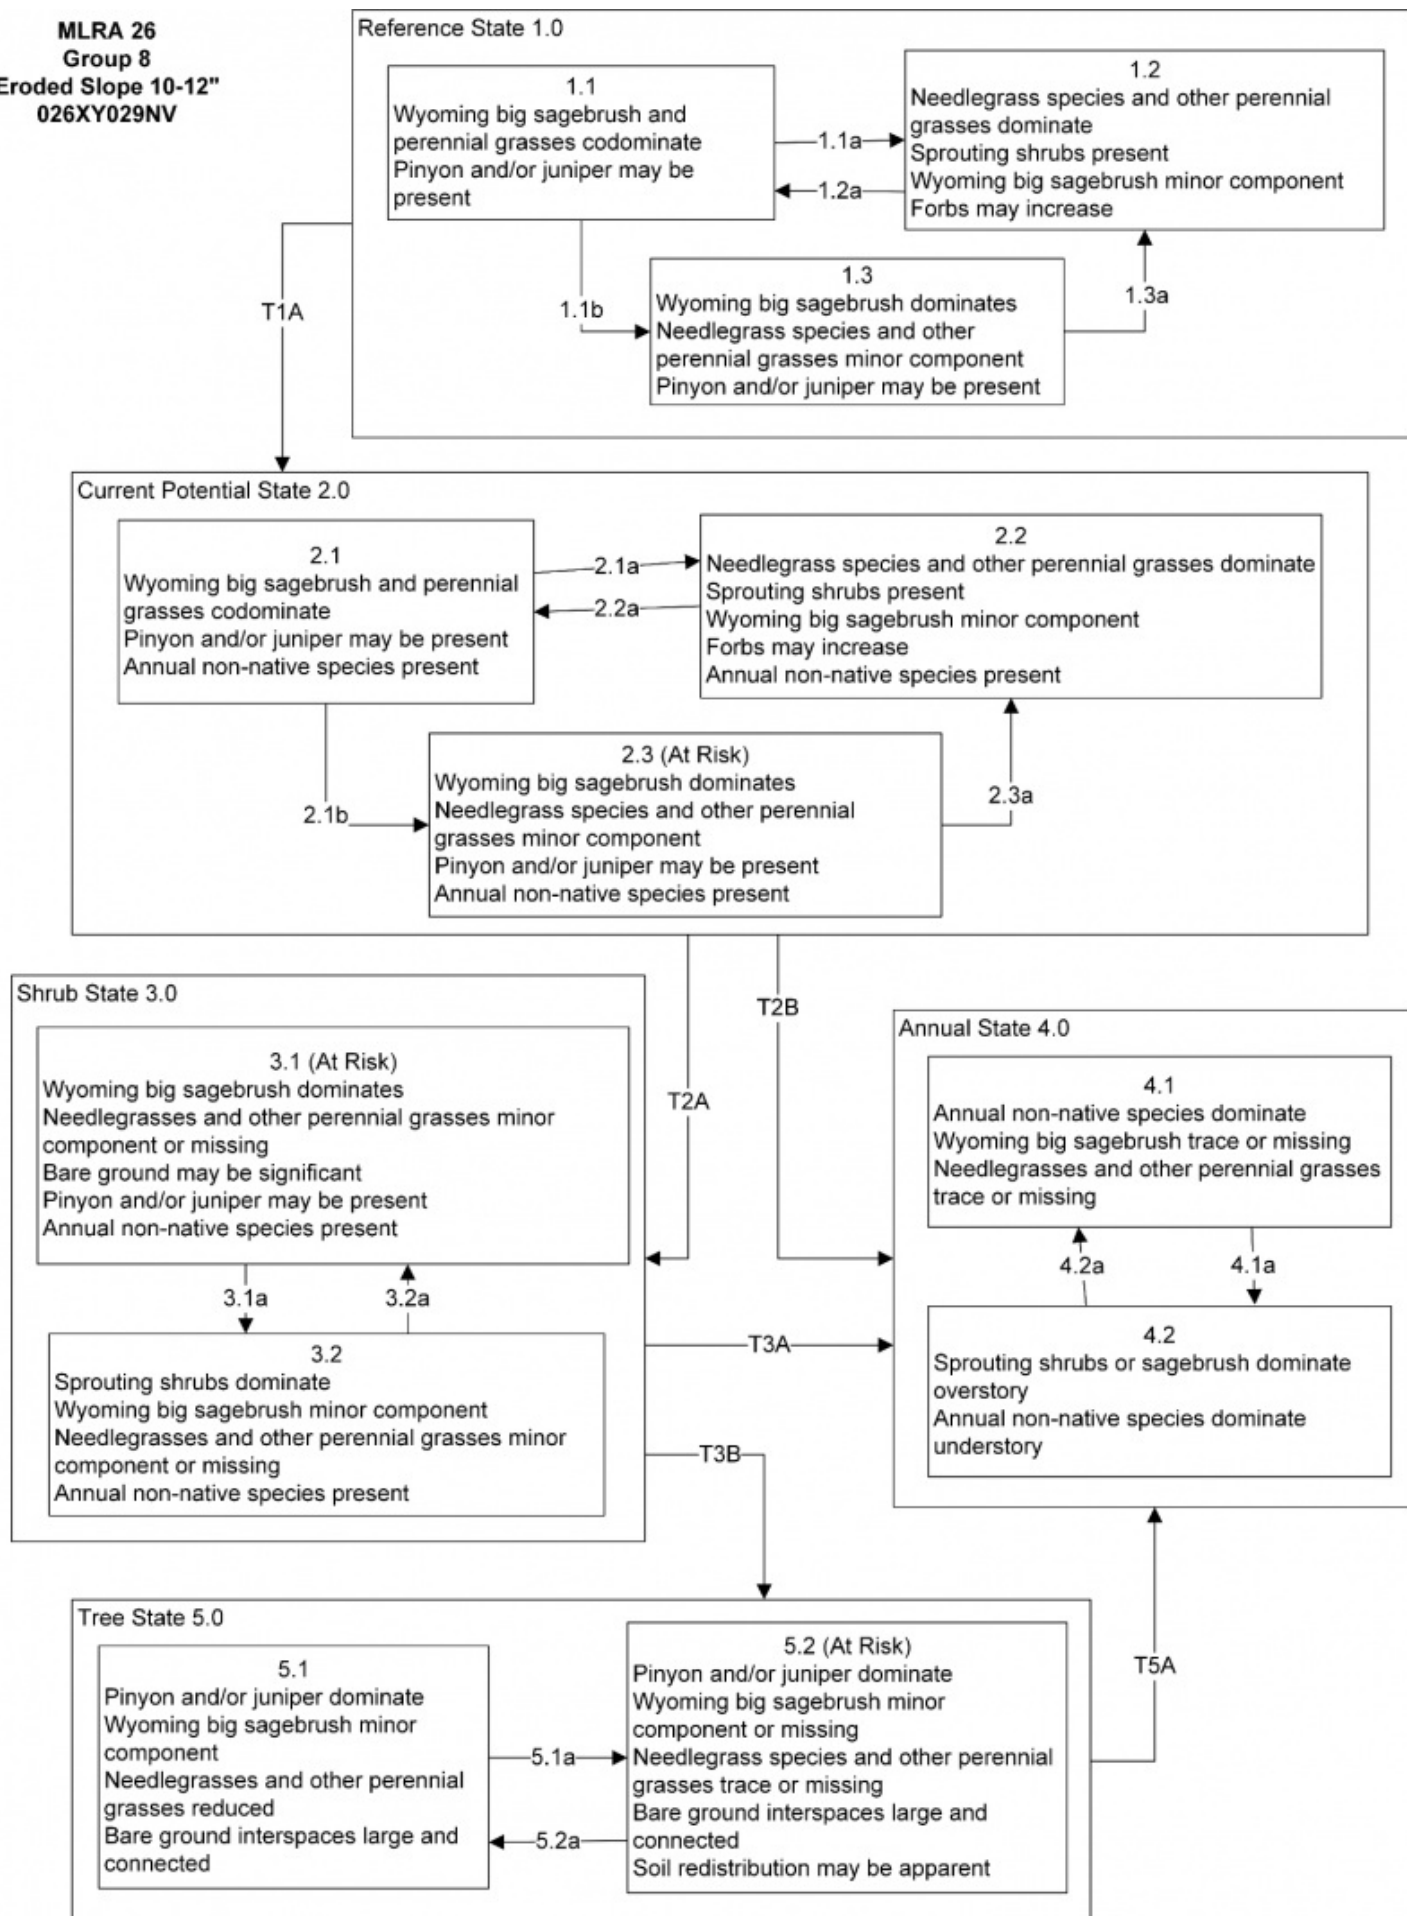 MLRA 26
Group 8
Eroded Slope 10-12"
026XY029NV
Reference State 1.0
1.1
Wyoming big sagebrush and
perennial grasses codominate
Pinyon and/or juniper may be
present
1.1a
1.2a
1.2
Needlegrass species and other perennial
grasses dominate
Sprouting shrubs present
Wyoming big sagebrush minor component
Forbs may increase
1.1b
1.3
Wyoming big sagebrush dominates
Needlegrass species and other
perennial grasses minor component
Pinyon and/or juniper may be present
1.3a
T1A
Current Potential State 2.0
2.1
Wyoming big sagebrush and perennial
grasses codominate
Pinyon and/or juniper may be present
Annual non-native species present
2.1a
2.2a
2.2
Needlegrass species and other perennial grasses dominate
Sprouting shrubs present
Wyoming big sagebrush minor component
Forbs may increase
Annual non-native species present
2.1b
2.3 (At Risk)
Wyoming big sagebrush dominates
Needlegrass species and other perennial
grasses minor component
Pinyon and/or juniper may be present
Annual non-native species present
2.3a
T2A
T2B
Shrub State 3.0
3.1 (At Risk)
Wyoming big sagebrush dominates
Needlegrasses and other perennial grasses minor
component or missing
Bare ground may be significant
Pinyon and/or juniper may be present
Annual non-native species present
3.1a
3.2a
3.2
Sprouting shrubs dominate
Wyoming big sagebrush minor component
Needlegrasses and other perennial grasses minor
component or missing
Annual non-native species present
T3A
T3B
Annual State 4.0
4.1
Annual non-native species dominate
Wyoming big sagebrush trace or missing
Needlegrasses and other perennial grasses
trace or missing
4.2a
4.1a
4.2
Sprouting shrubs or sagebrush dominate
overstory
Annual non-native species dominate
understory
Tree State 5.0
5.1
Pinyon and/or juniper dominate
Wyoming big sagebrush minor
component
Needlegrasses and other perennial
grasses reduced
Bare ground interspaces large and
connected
5.1a
5.2a
5.2 (At Risk)
Pinyon and/or juniper dominate
Wyoming big sagebrush minor
component or missing
Needlegrass species and other perennial
grasses trace or missing
Bare ground interspaces large and
connected
Soil redistribution may be apparent
T5A